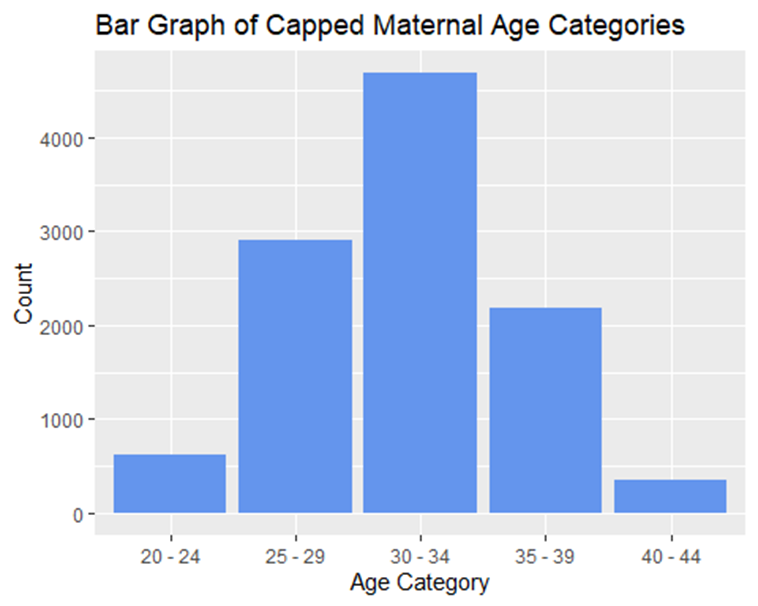 Bar Graph of Capped Maternal Age Categories
Count
4000
3000
2000
1000
0
20 - 24 25 - 29 30 - 34 35 - 39 40 - 44
Age Category